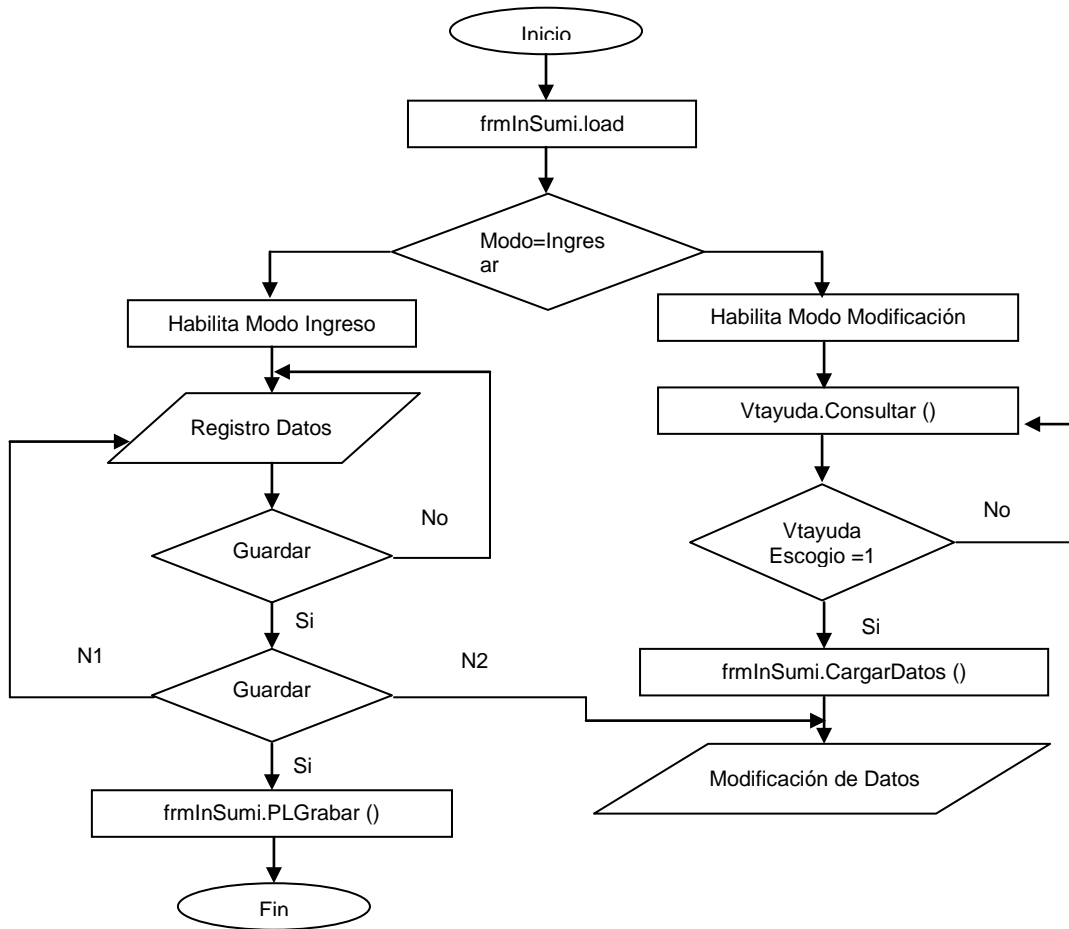 Inicio
frmInSumi.load
Modo=Ingres
ar
Habilita Modo Ingreso
Habilita Modo Modificación
Registro Datos
Vtayuda.Consultar ()
Guardar
No
Vtayuda
Escogio =1
No
Si
Si
N1
N2
Guardar
frmInSumi.CargarDatos ()
Si
Modificación de Datos
frmInSumi.PLGrabar ()
Fin